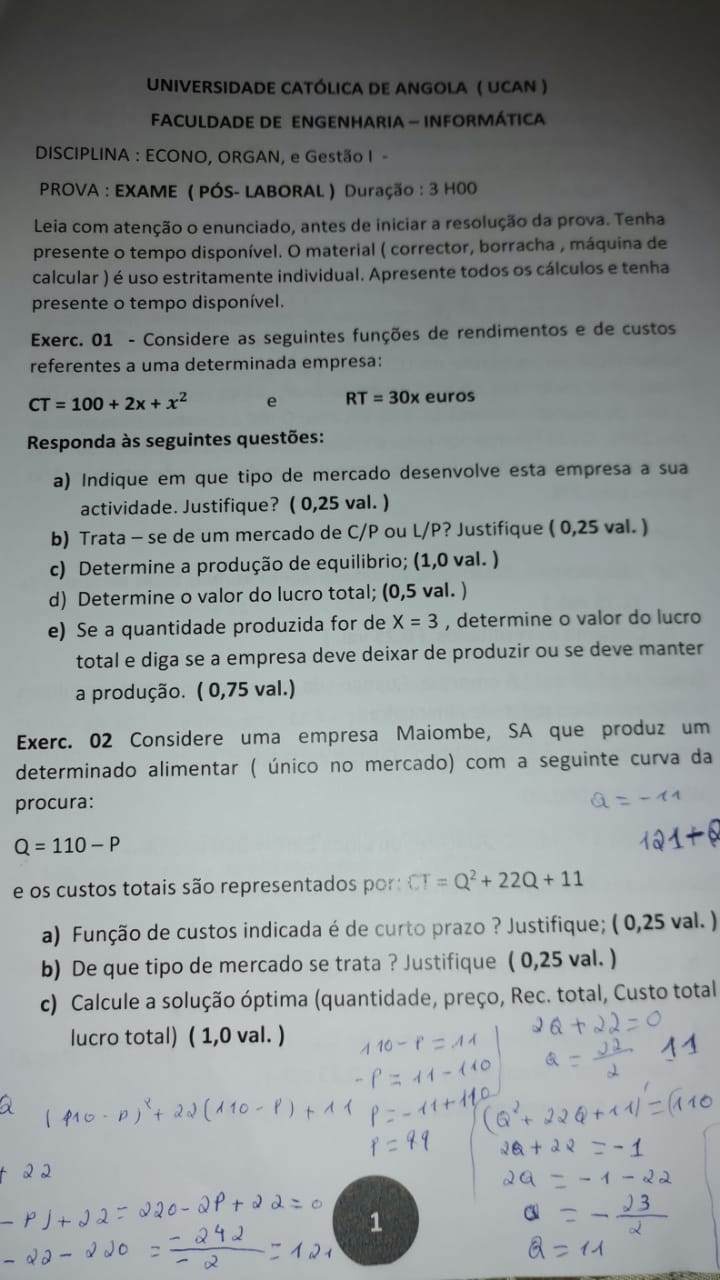 UNIVERSIDADE CATÓLICA DE ANGOLA ( UCAN )
FACULDADE DE ENGENHARIA – INFORMÁTICA
DISCIPLINA : ECONO, ORGAN, e Gestão I -
PROVA : EXAME ( PÓS- LABORAL ) Duração : 3 H00
Leia com atenção o enunciado, antes de iniciar a resolução da prova. Tenha
presente o tempo disponível. O material ( corrector, borracha , máquina de
calcular ) é uso estritamente individual. Apresente todos os cálculos e tenha
presente o tempo disponível.
Exerc. 01 - Considere as seguintes funções de rendimentos e de custos
referentes a uma determinada empresa:
CT = 100 + 2x + x² e RT = 30x euros
Responda às seguintes questões:
a) Indique em que tipo de mercado desenvolve esta empresa a sua
actividade. Justifique? ( 0,25 val. )
b) Trata – se de um mercado de C/P ou L/P? Justifique ( 0,25 val. )
c) Determine a produção de equilibrio; (1,0 val. )
d) Determine o valor do lucro total; (0,5 val. )
e) Se a quantidade produzida for de X = 3 , determine o valor do lucro
total e diga se a empresa deve deixar de produzir ou se deve manter
a produção. ( 0,75 val.)
Exerc. 02 Considere uma empresa Maiombe, SA que produz um
determinado alimentar ( único no mercado) com a seguinte curva da
procura:
Q = -11
Q = 110 – P
121+Q
e os custos totais são representados por: CT = Q² + 22Q + 11
a) Função de custos indicada é de curto prazo ? Justifique; ( 0,25 val. )
b) De que tipo de mercado se trata ? Justifique ( 0,25 val. )
c) Calcule a solução óptima (quantidade, preço, Rec. total, Custo total
lucro total) ( 1,0 val. )
110 - P = 11
-P = 11 - 110
P = -11 + 110
P = 99
2Q + 22 = 0
Q = 22/2 11
(110 - P)² + 22(110 - P) + 11
(Q² + 22Q + 11)' = (110
2Q + 22 = -1
2Q = -1 - 22
Q = - 23/2
Q = 11
+ 22
- P) + 22 = 220 - 2P + 22 = 0
- 22 - 220 = - 242/- 2 = 121
1